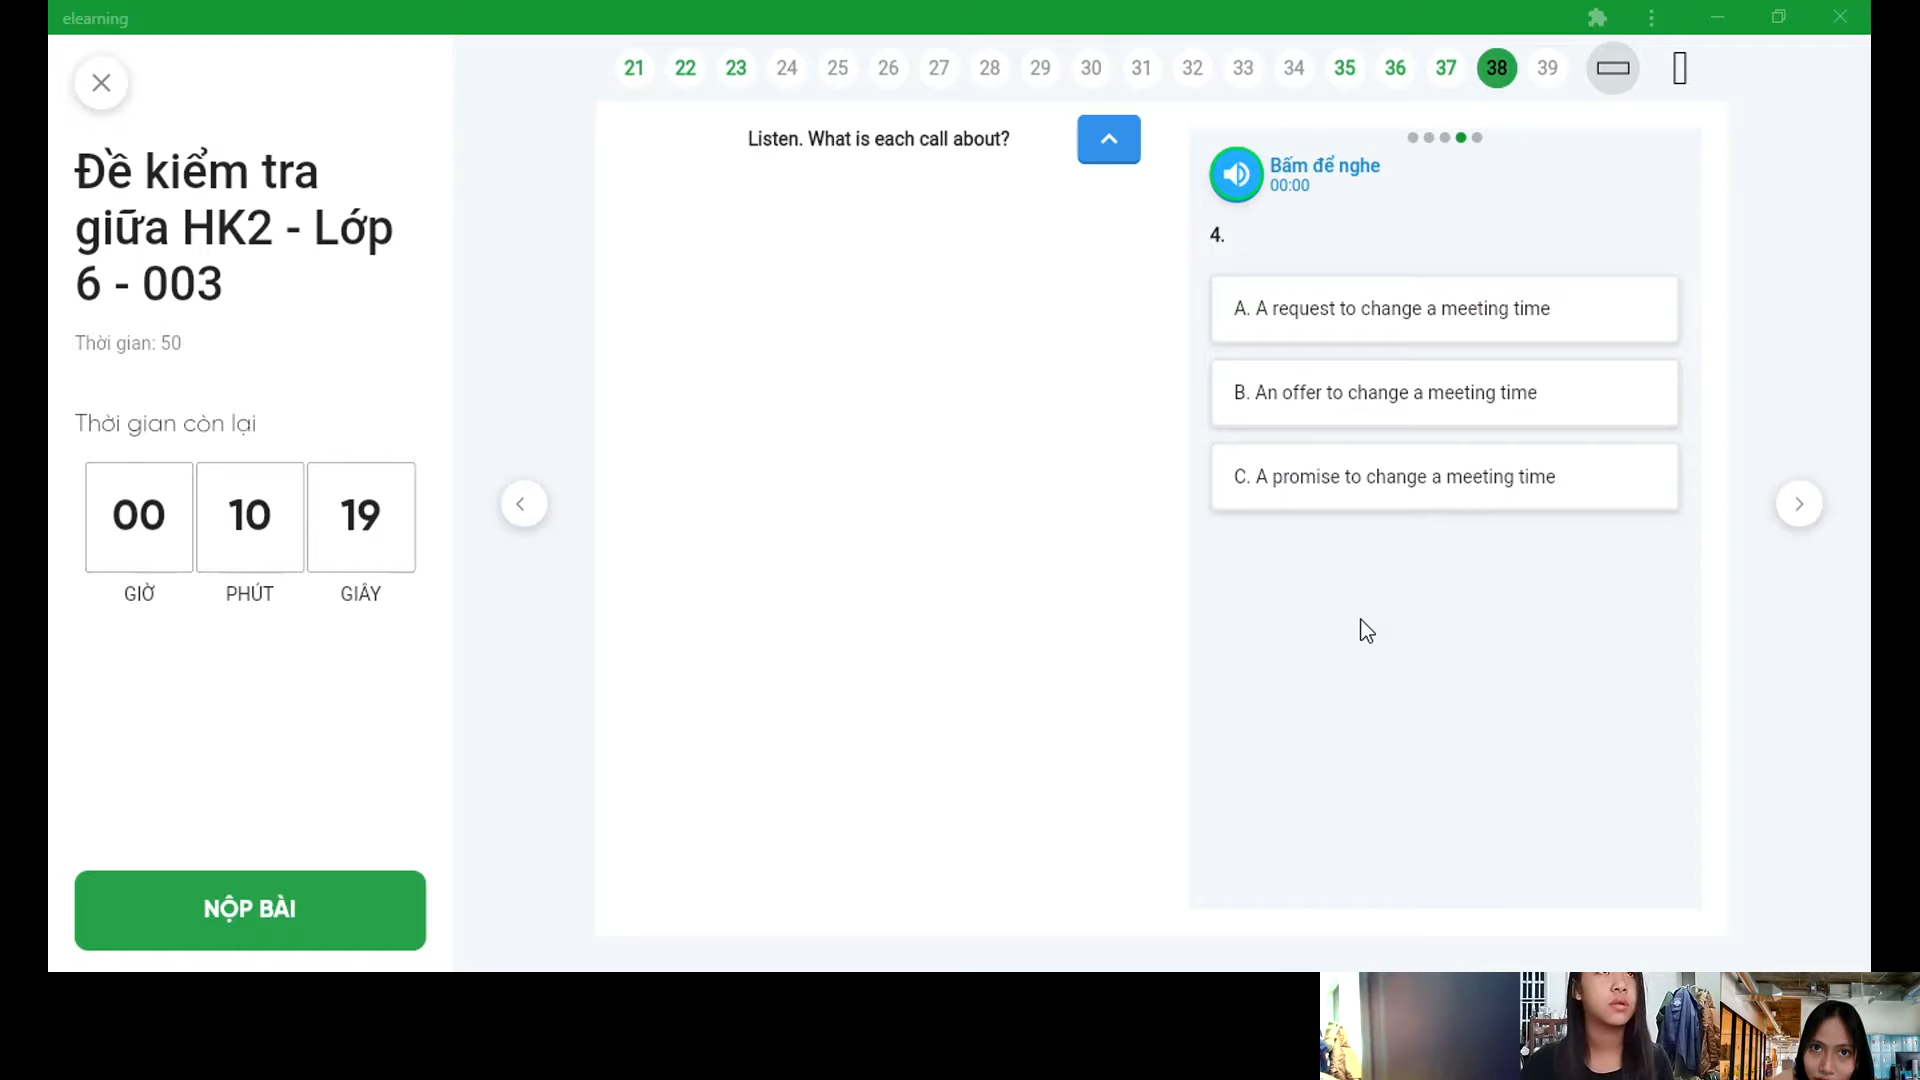 elearning
21 22 23 24 25 26 27 28 29 30 31 32 33 34 35 36 37 38 39
Đề kiểm tra
giữa HK2 - Lớp
6 - 003
Thời gian: 50
Thời gian còn lại
00 10 19
GIỜ PHÚT GIÂY
NỘP BÀI
Listen. What is each call about?
Bấm để nghe
00:00
4.
A. A request to change a meeting time
B. An offer to change a meeting time
C. A promise to change a meeting time